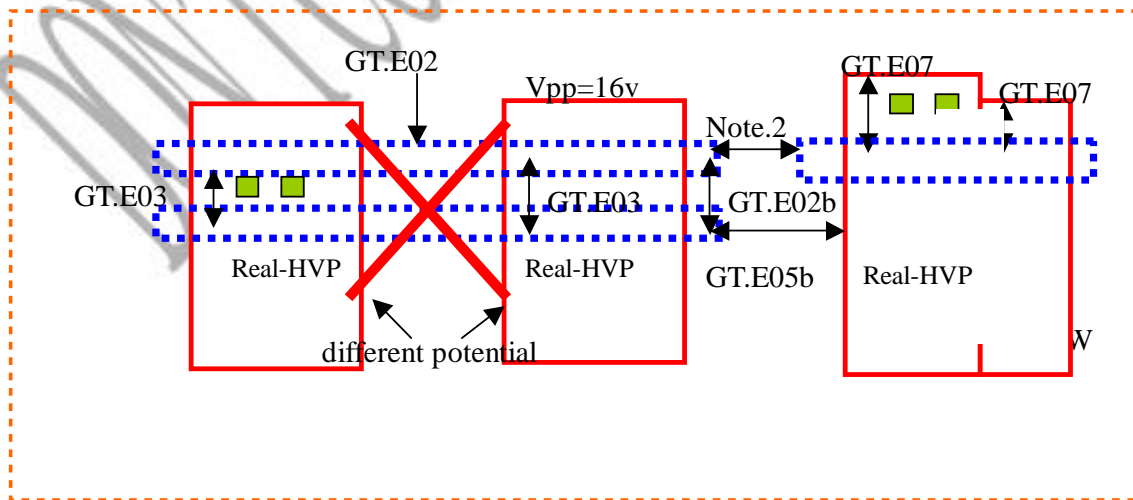 GT.E02
Vpp=16v
GT.E07
GT.E07
Note.2
GT.E03
GT.E03
GT.E02b
Real-HVP
Real-HVP
GT.E05b
Real-HVP
different potential
W